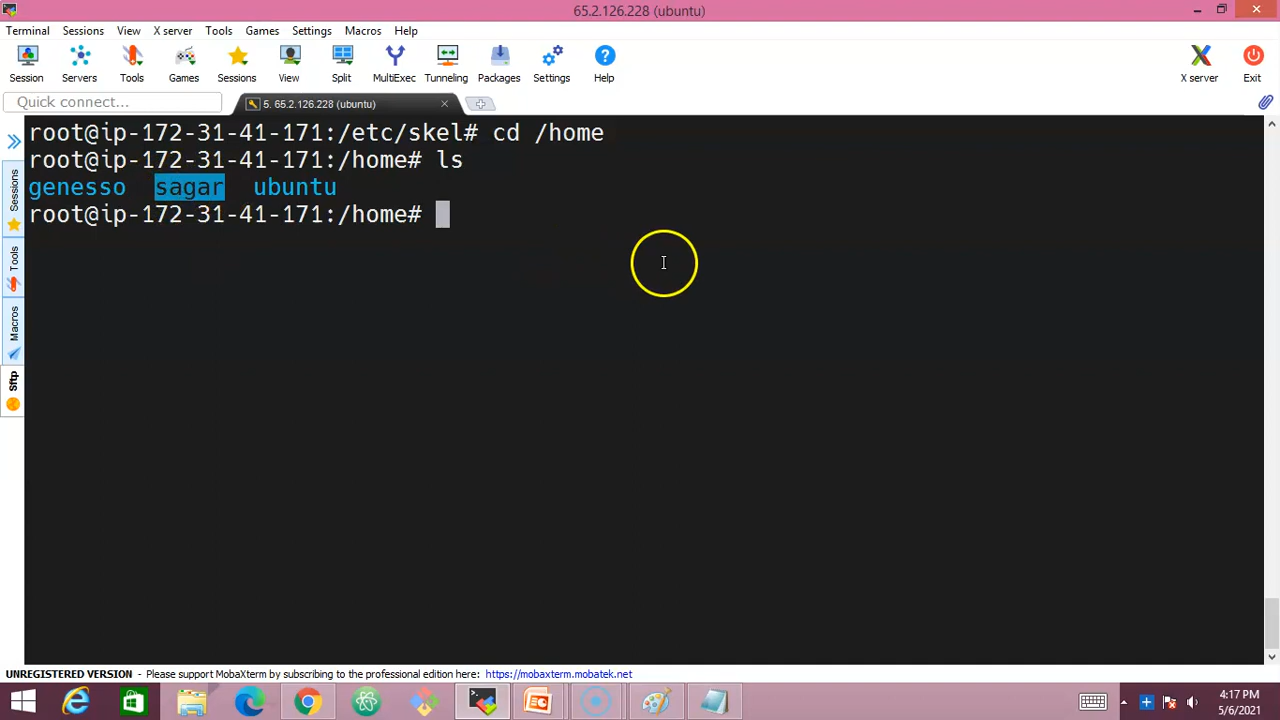 65.2.126.228 (ubuntu)
Terminal Sessions View X server Tools Games Settings Macros Help
Session Servers Tools Games Sessions View Split MultiExec Tunneling Packages Settings Help X server Exit
Quick connect...
5. 65.2.126.228 (ubuntu)
root@ip-172-31-41-171:/etc/skel# cd /home
root@ip-172-31-41-171:/home# ls
genesso sagar ubuntu
root@ip-172-31-41-171:/home#
Sessions
Tools
Macros
Sftp
UNREGISTERED VERSION - Please support MobaXterm by subscribing to the professional edition here: https://mobaxterm.mobatek.net
4:17 PM
5/6/2021